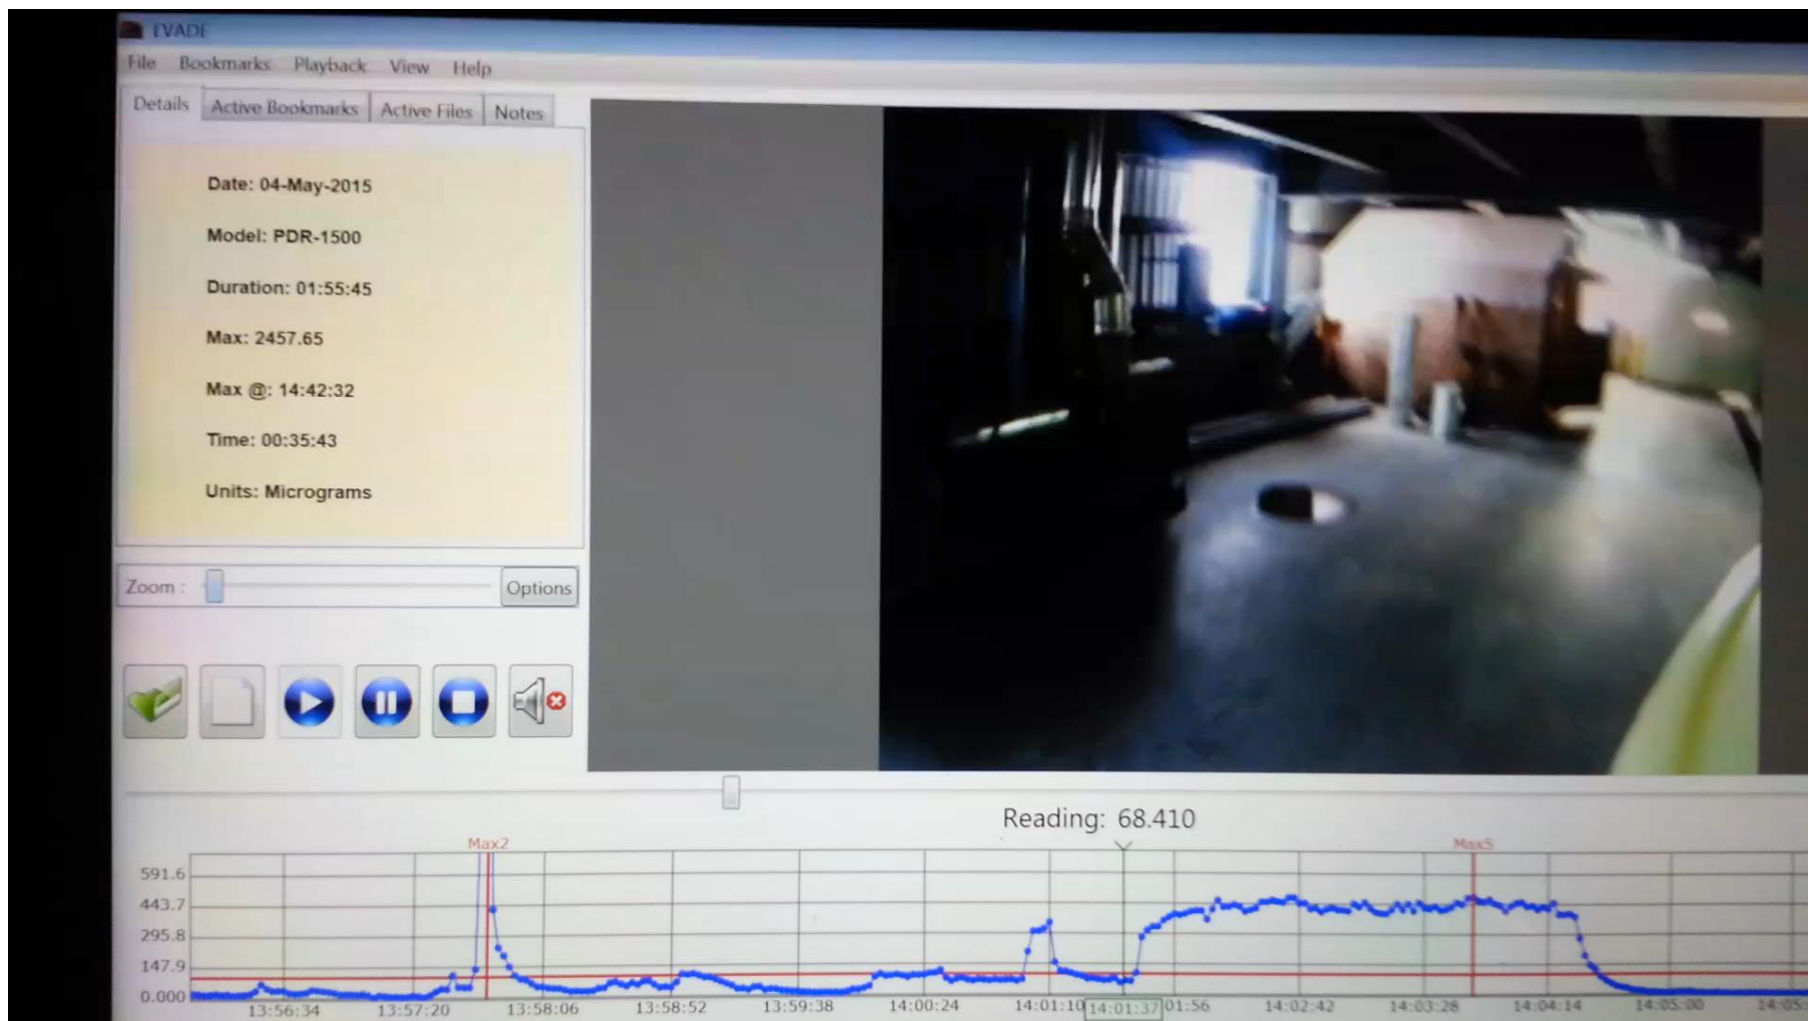 EVADE
File Bookmarks Playback View Help
Details Active Bookmarks Active Files Notes
Date: 04-May-2015
Model: PDR-1500
Duration: 01:55:45
Max: 2457.65
Max @: 14:42:32
Time: 00:35:43
Units: Micrograms
Zoom : Options
Reading: 68.410
Max2 Max5
591.6
443.7
295.8
147.9
0.000
13:56:34 13:57:20 13:58:06 13:58:52 13:59:38 14:00:24 14:01:10 14:01:37 01:56 14:02:42 14:03:28 14:04:14 14:05:00